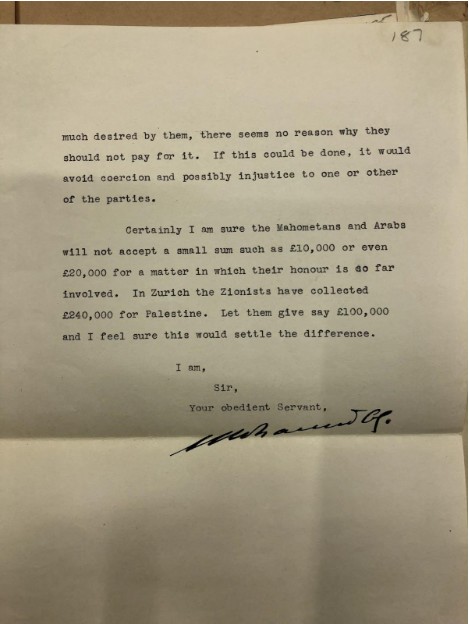 187
much desired by them, there seems no reason why they
should not pay for it. If this could be done, it would
avoid coercion and possibly injustice to one or other
of the parties.
Certainly I am sure the Mahometans and Arabs
will not accept a small sum such as £10,000 or even
£20,000 for a matter in which their honour is so far
involved. In Zurich the Zionists have collected
£240,000 for Palestine. Let them give say £100,000
and I feel sure this would settle the difference.
I am,
Sir,
Your obedient Servant,